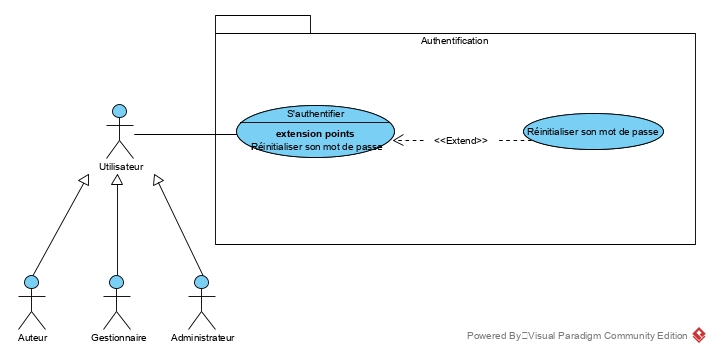 Authentification
S'authentifier
extension points
Réinitialiser son mot de passe
<<Extend>>
Réinitialiser son mot de passe
Utilisateur
Auteur
Gestionnaire
Administrateur
Powered By Visual Paradigm Community Edition